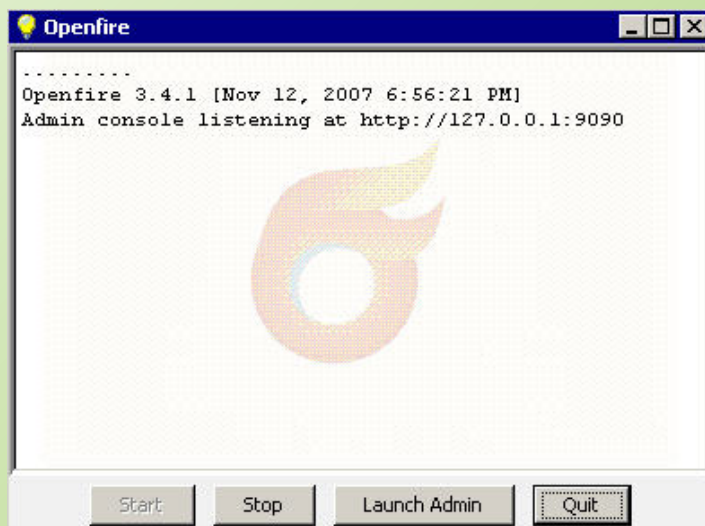 Openfire
.........
Openfire 3.4.1 [Nov 12, 2007 6:56:21 PM]
Admin console listening at http://127.0.0.1:9090
Start Stop Launch Admin Quit